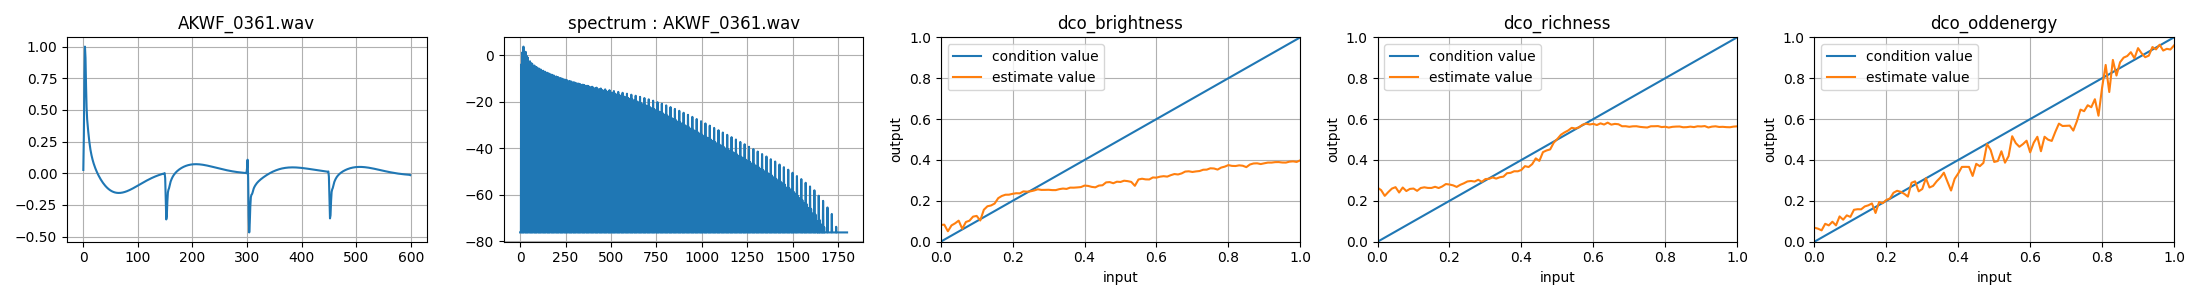 AKWF_0361.wav
1.00
0.75
0.50
0.25
0.00
−0.25
−0.50
0 100 200 300 400 500 600
spectrum : AKWF_0361.wav
0
−20
−40
−60
−80
0 250 500 750 1000 1250 1500 1750
dco_brightness
condition value
estimate value
output
1.0
0.8
0.6
0.4
0.2
0.0
0.0 0.2 0.4 0.6 0.8 1.0
input
dco_richness
condition value
estimate value
output
1.0
0.8
0.6
0.4
0.2
0.0
0.0 0.2 0.4 0.6 0.8 1.0
input
dco_oddenergy
condition value
estimate value
output
1.0
0.8
0.6
0.4
0.2
0.0
0.0 0.2 0.4 0.6 0.8 1.0
input